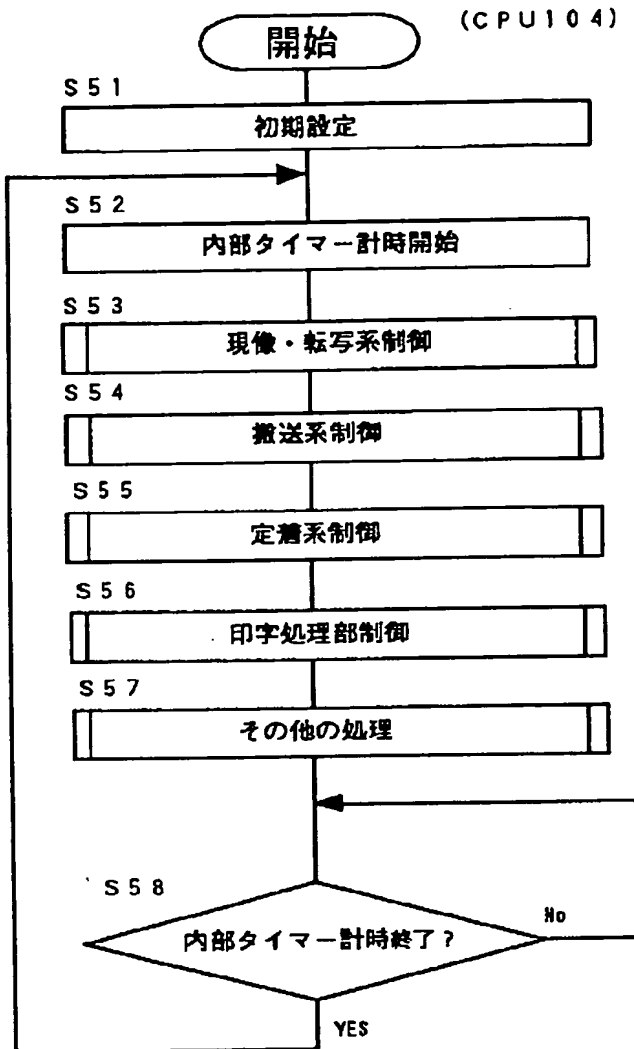 (CPU104)
開始
S51
初期設定
S52
内部タイマー計時開始
S53
現像・転写系制御
S54
搬送系制御
S55
定着系制御
S56
印字処理部制御
S57
その他の処理
S58
内部タイマー計時終了?
No
YES